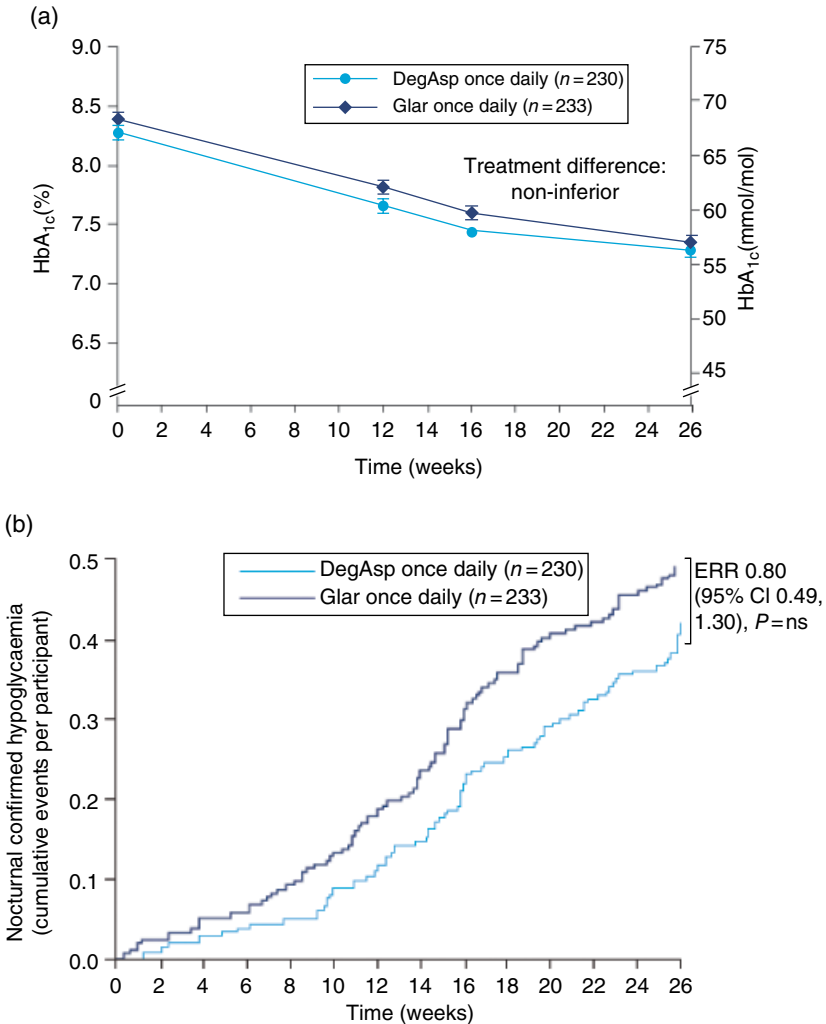 (a)
9.0
8.5
8.0
7.5
7.0
6.5
0
HbA1c(%)
75
70
65
60
55
50
45
HbA1c(mmol/mol)
DegAsp once daily (n=230)
Glar once daily (n=233)
Treatment difference:
non-inferior
0 2 4 6 8 10 12 14 16 18 20 22 24 26
Time (weeks)
(b)
0.5
0.4
0.3
0.2
0.1
0.0
Nocturnal confirmed hypoglycaemia
(cumulative events per participant)
DegAsp once daily (n=230)
Glar once daily (n=233)
ERR 0.80
(95% CI 0.49,
1.30), P=ns
0 2 4 6 8 10 12 14 16 18 20 22 24 26
Time (weeks)